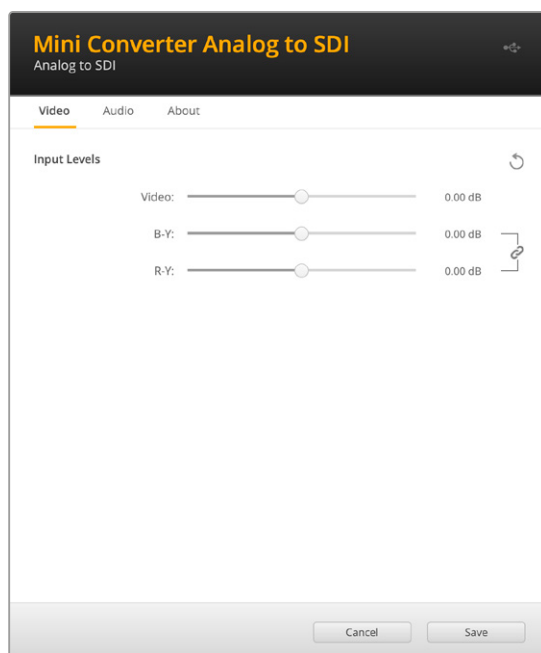 Mini Converter Analog to SDI
Analog to SDI
Video Audio About
Input Levels
Video: 0.00 dB
B-Y: 0.00 dB
R-Y: 0.00 dB
Cancel Save